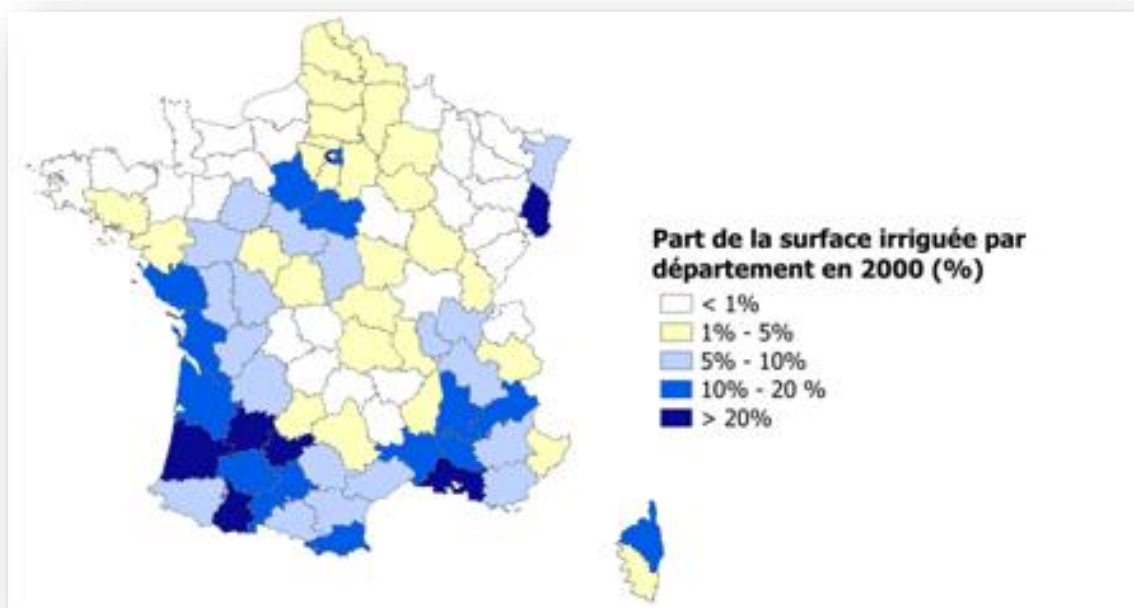 Part de la surface irriguée par
département en 2000 (%)
< 1%
1% - 5%
5% - 10%
10% - 20 %
> 20%